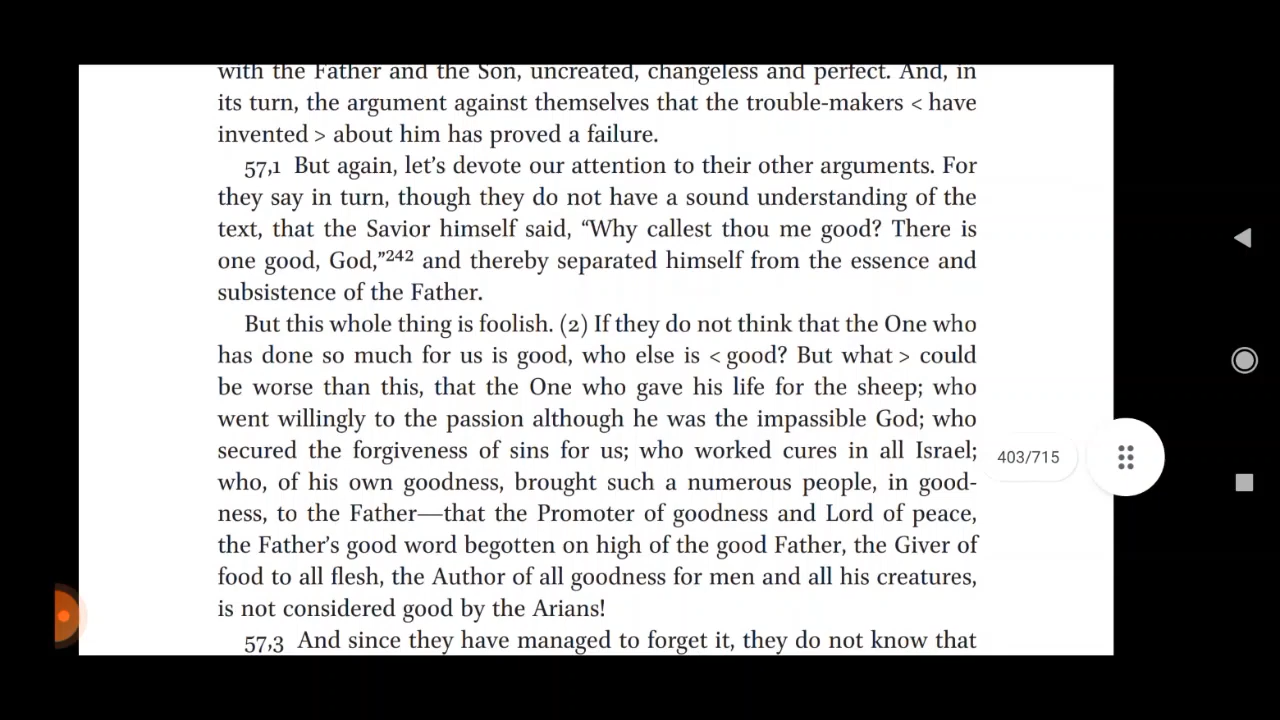 with the Father and the Son, uncreated, changeless and perfect. And, in
its turn, the argument against themselves that the trouble-makers < have
invented > about him has proved a failure.
57,1 But again, let’s devote our attention to their other arguments. For
they say in turn, though they do not have a sound understanding of the
text, that the Savior himself said, “Why callest thou me good? There is
one good, God,”242 and thereby separated himself from the essence and
subsistence of the Father.
But this whole thing is foolish. (2) If they do not think that the One who
has done so much for us is good, who else is < good? But what > could
be worse than this, that the One who gave his life for the sheep; who
went willingly to the passion although he was the impassible God; who
secured the forgiveness of sins for us; who worked cures in all Israel;
who, of his own goodness, brought such a numerous people, in good-
ness, to the Father—that the Promoter of goodness and Lord of peace,
the Father’s good word begotten on high of the good Father, the Giver of
food to all flesh, the Author of all goodness for men and all his creatures,
is not considered good by the Arians!
57,3 And since they have managed to forget it, they do not know that
403/715